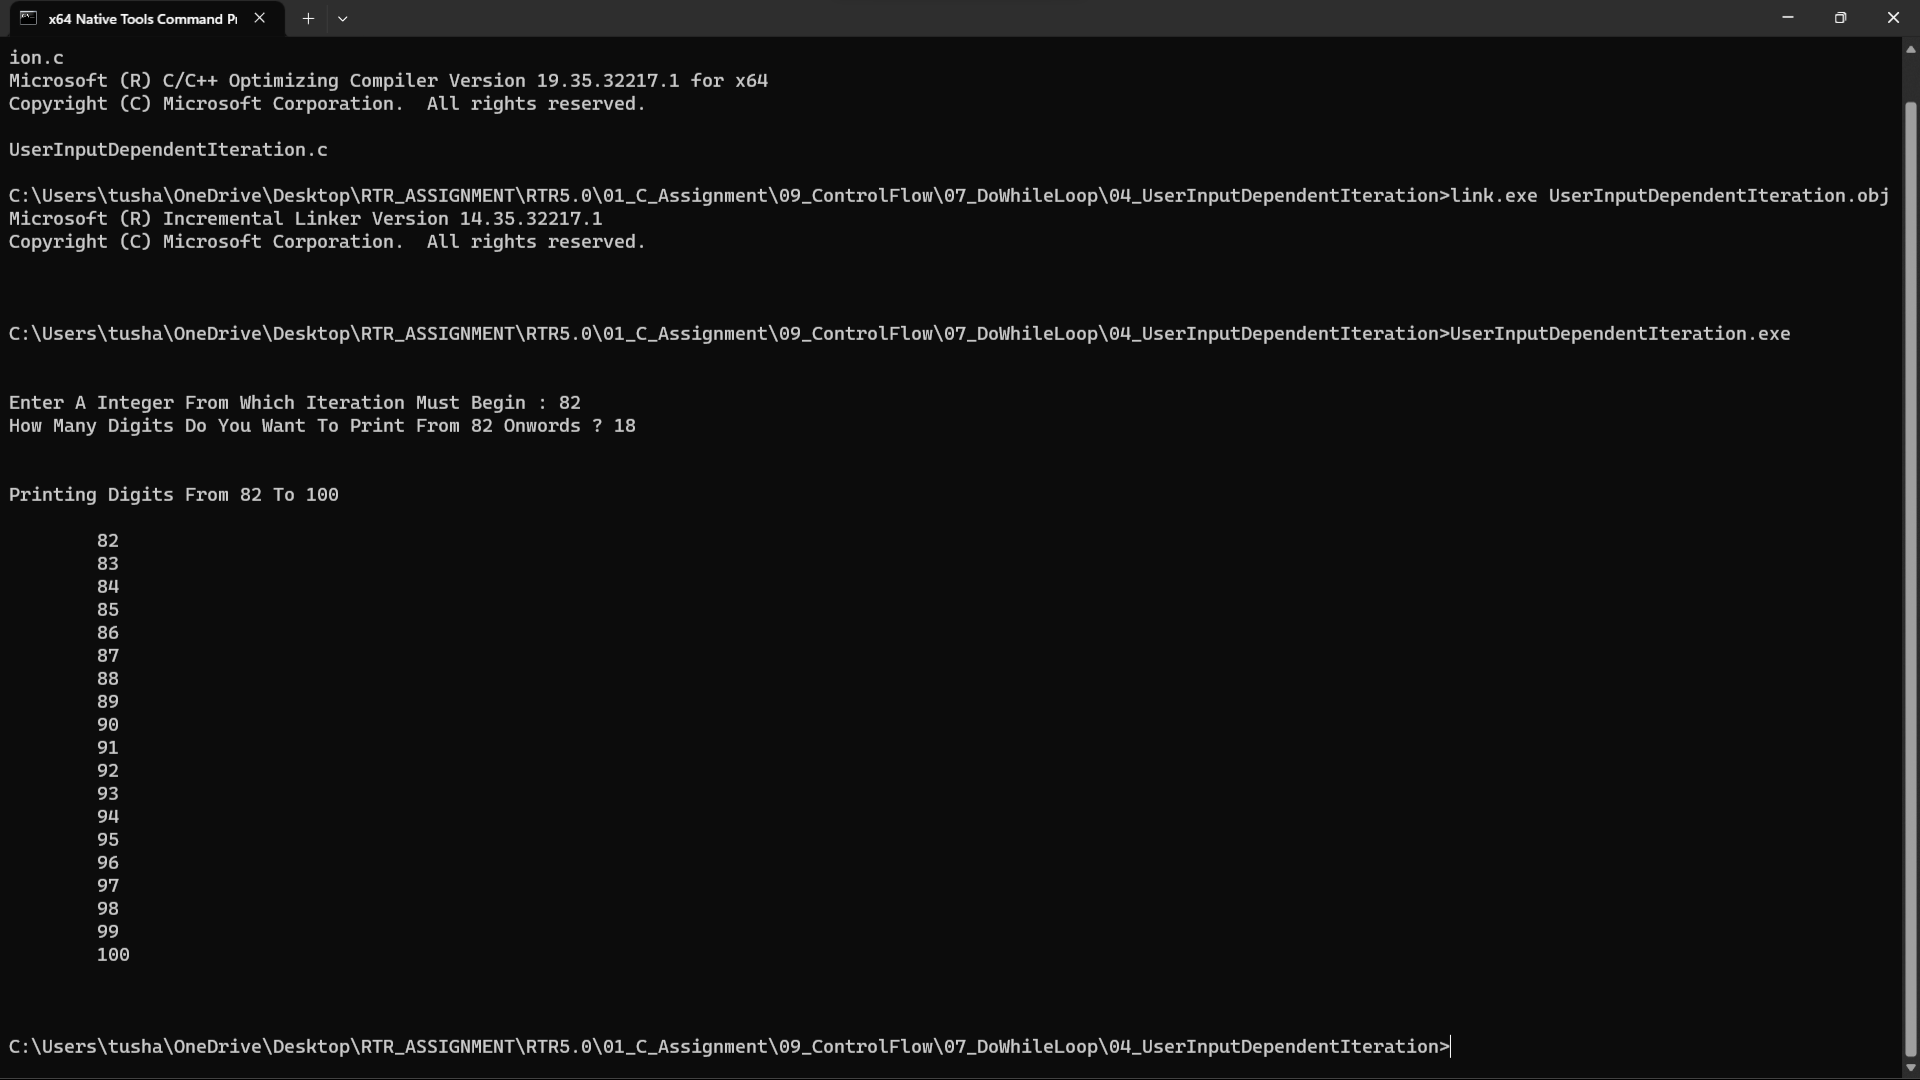 x64 Native Tools Command Pr
ion.c
Microsoft (R) C/C++ Optimizing Compiler Version 19.35.32217.1 for x64
Copyright (C) Microsoft Corporation.  All rights reserved.
UserInputDependentIteration.c
C:\Users\tusha\OneDrive\Desktop\RTR_ASSIGNMENT\RTR5.0\01_C_Assignment\09_ControlFlow\07_DoWhileLoop\04_UserInputDependentIteration>link.exe UserInputDependentIteration.obj
Microsoft (R) Incremental Linker Version 14.35.32217.1
Copyright (C) Microsoft Corporation.  All rights reserved.
C:\Users\tusha\OneDrive\Desktop\RTR_ASSIGNMENT\RTR5.0\01_C_Assignment\09_ControlFlow\07_DoWhileLoop\04_UserInputDependentIteration>UserInputDependentIteration.exe
Enter A Integer From Which Iteration Must Begin : 82
How Many Digits Do You Want To Print From 82 Onwords ? 18
Printing Digits From 82 To 100
82
83
84
85
86
87
88
89
90
91
92
93
94
95
96
97
98
99
100
C:\Users\tusha\OneDrive\Desktop\RTR_ASSIGNMENT\RTR5.0\01_C_Assignment\09_ControlFlow\07_DoWhileLoop\04_UserInputDependentIteration>